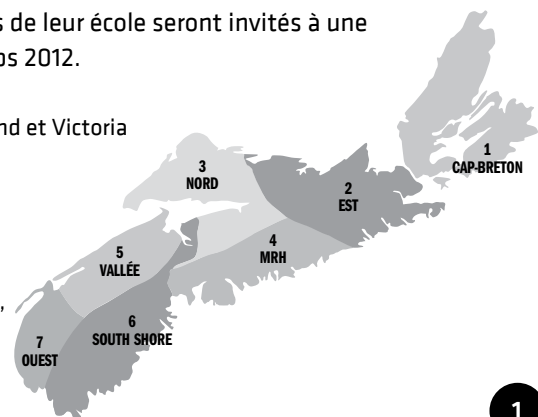 s de leur école seront invités à une
ps 2012.
nd et Victoria
1
CAP-BRETON
3
NORD
2
EST
4
MRH
5
VALLÉE
,
6
SOUTH SHORE
7
OUEST
1